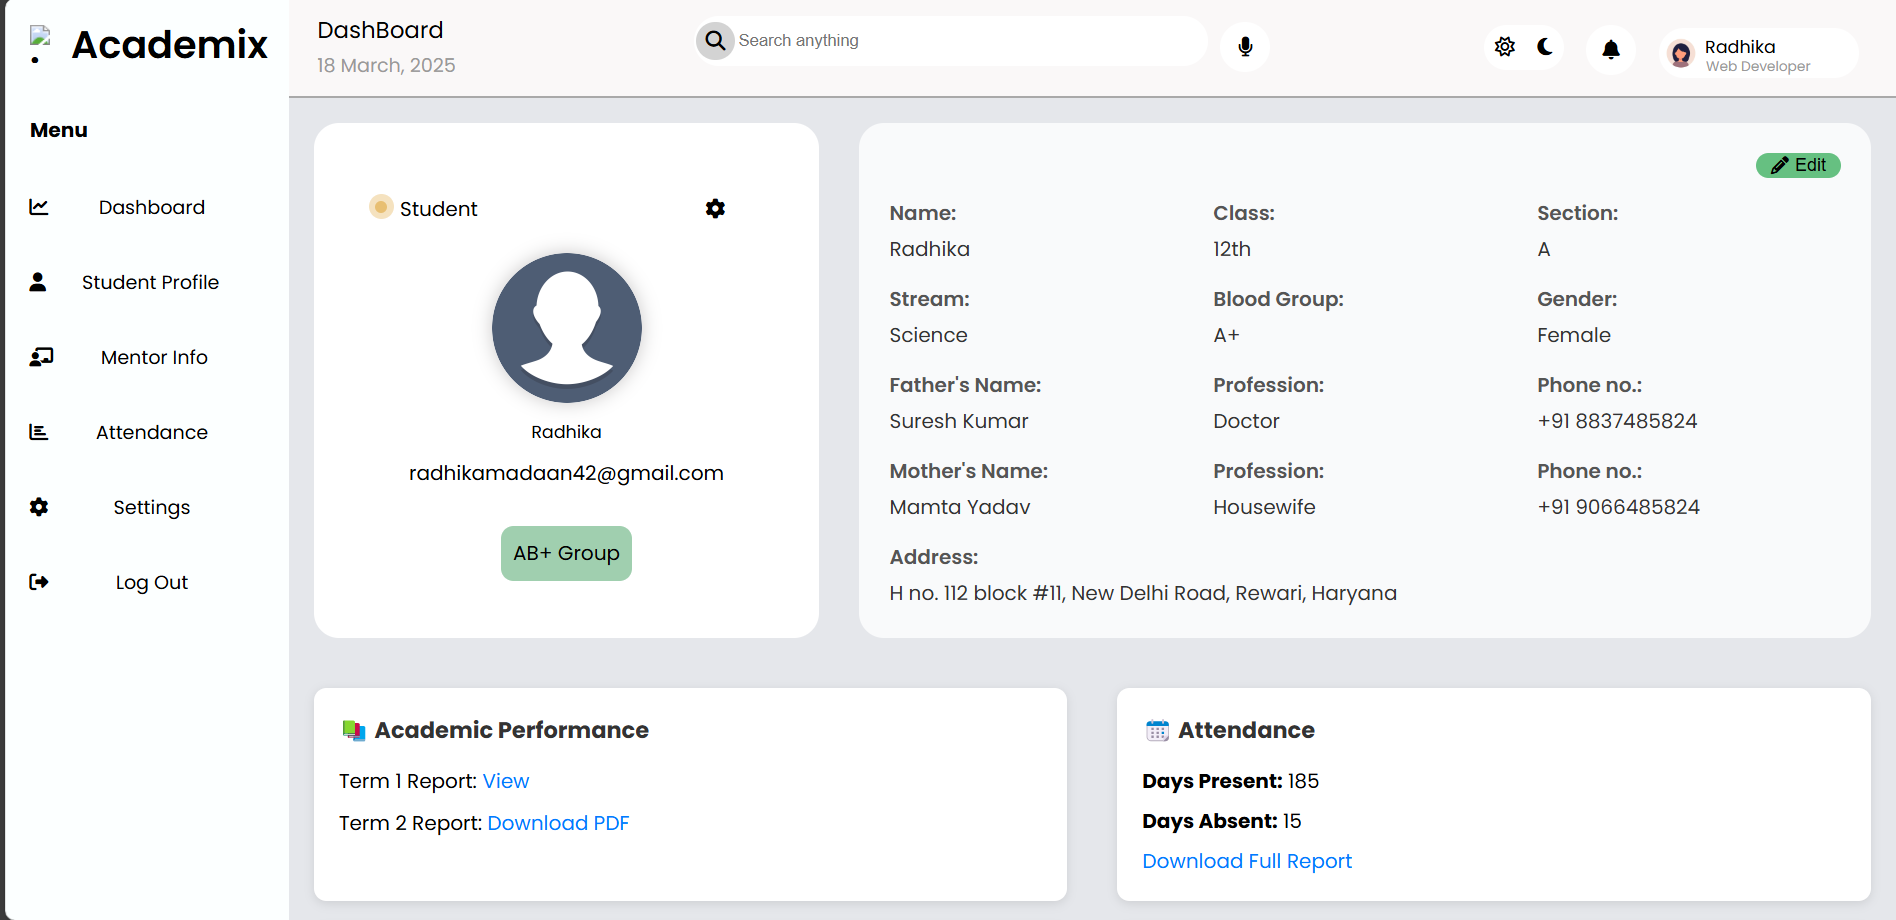 Academix
Menu
Dashboard
Student Profile
Mentor Info
Attendance
Settings
Log Out
DashBoard
18 March, 2025
Search anything
Radhika
Web Developer
Student
Radhika
radhikamadaan42@gmail.com
AB+ Group
Edit
Name: Class: Section:
Radhika 12th A
Stream: Blood Group: Gender:
Science A+ Female
Father's Name: Profession: Phone no.:
Suresh Kumar Doctor +91 8837485824
Mother's Name: Profession: Phone no.:
Mamta Yadav Housewife +91 9066485824
Address:
H no. 112 block #11, New Delhi Road, Rewari, Haryana
Academic Performance
Term 1 Report: View
Term 2 Report: Download PDF
Attendance
Days Present: 185
Days Absent: 15
Download Full Report